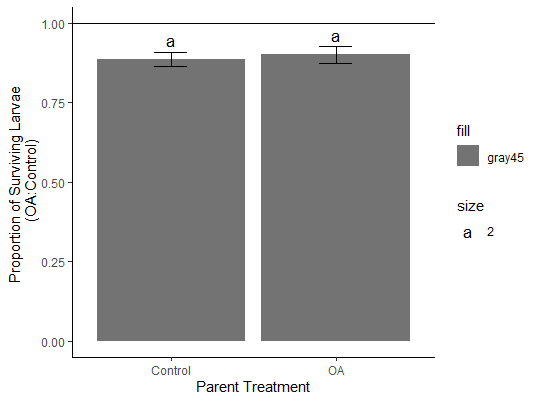 1.00
0.75
0.50
0.25
0.00
Proportion of Surviving Larvae
(OA:Control)
a
a
Control
OA
Parent Treatment
fill
gray45
size
a 2